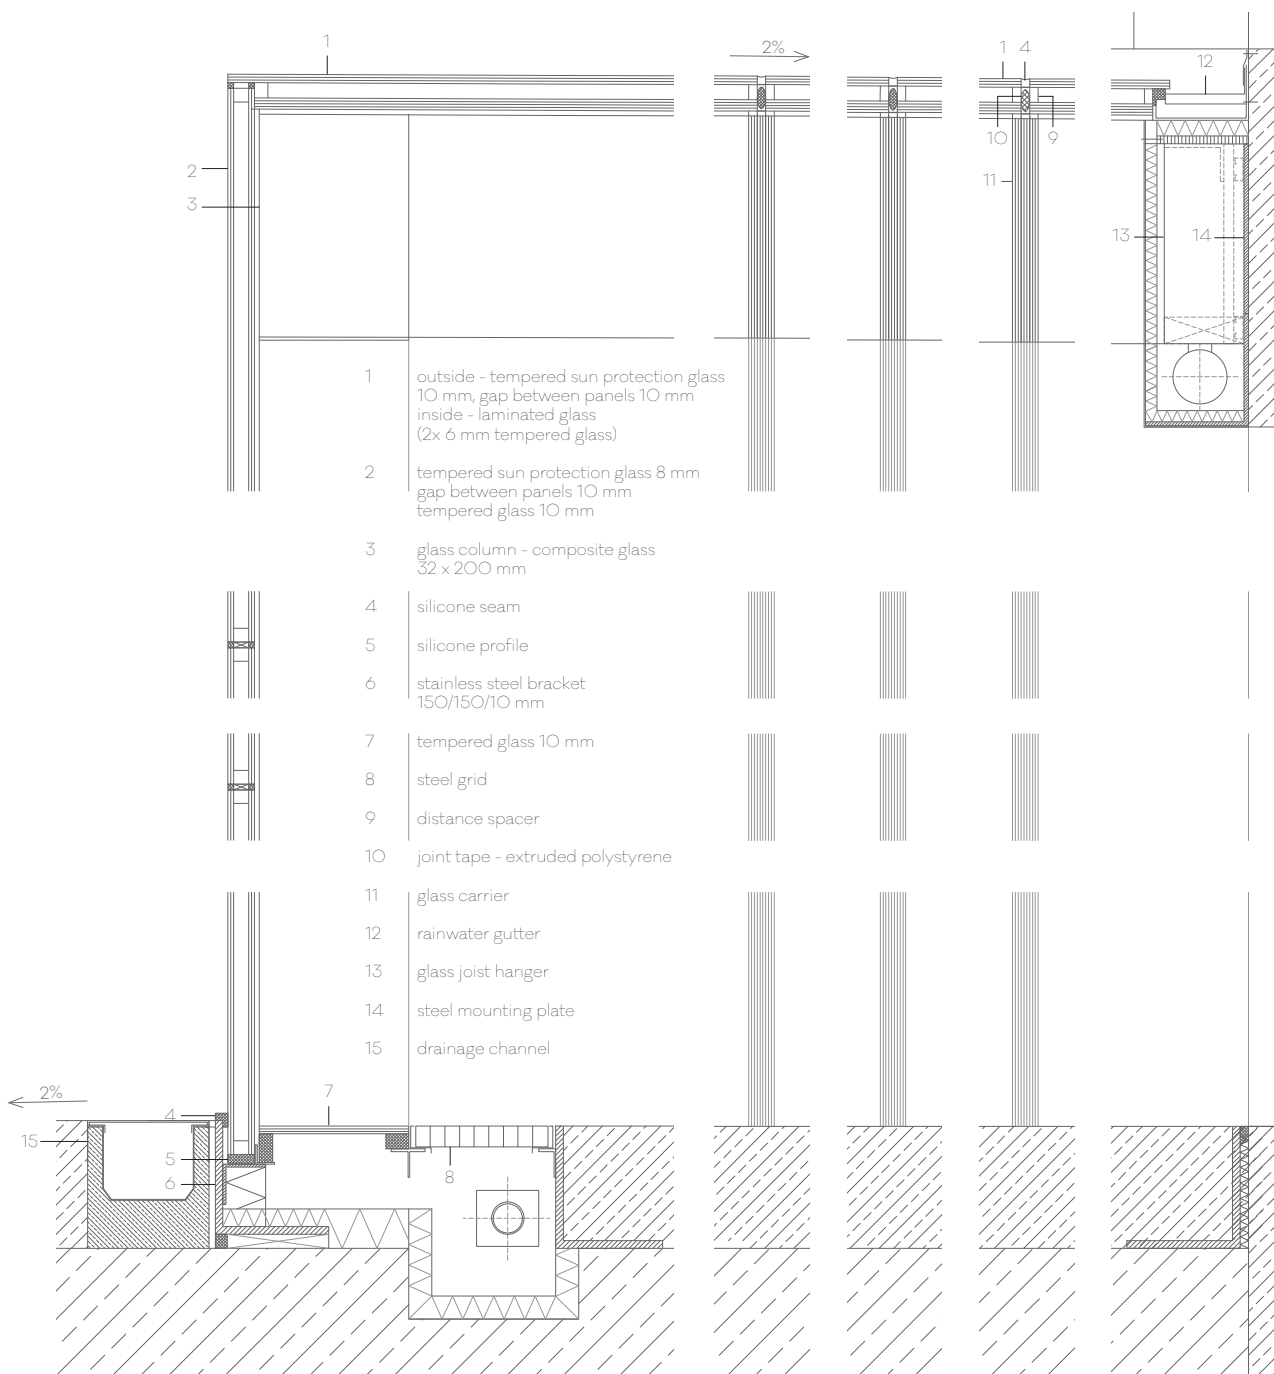 1
2%
1 4
12
10
9
2
11
3
13
14
1 outside - tempered sun protection glass
10 mm, gap between panels 10 mm
inside - laminated glass
(2x 6 mm tempered glass)
2 tempered sun protection glass 8 mm
gap between panels 10 mm
tempered glass 10 mm
3 glass column - composite glass
32 x 200 mm
4 silicone seam
5 silicone profile
6 stainless steel bracket
150/150/10 mm
7 tempered glass 10 mm
8 steel grid
9 distance spacer
10 joint tape - extruded polystyrene
11 glass carrier
12 rainwater gutter
13 glass joist hanger
14 steel mounting plate
15 drainage channel
2%
7
4
15
5
6
8